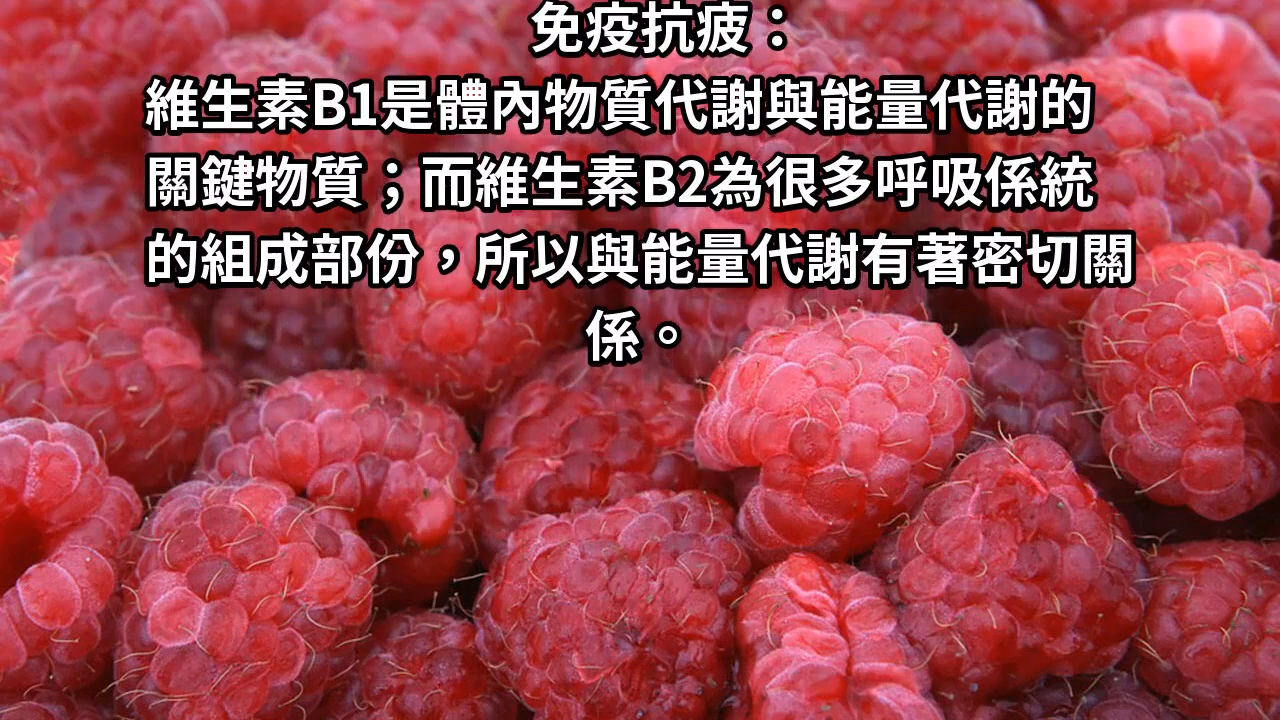 免疫抗疲：
維生素B1是體內物質代謝與能量代謝的
關鍵物質；而維生素B2為很多呼吸係統
的組成部份，所以與能量代謝有著密切關
係。